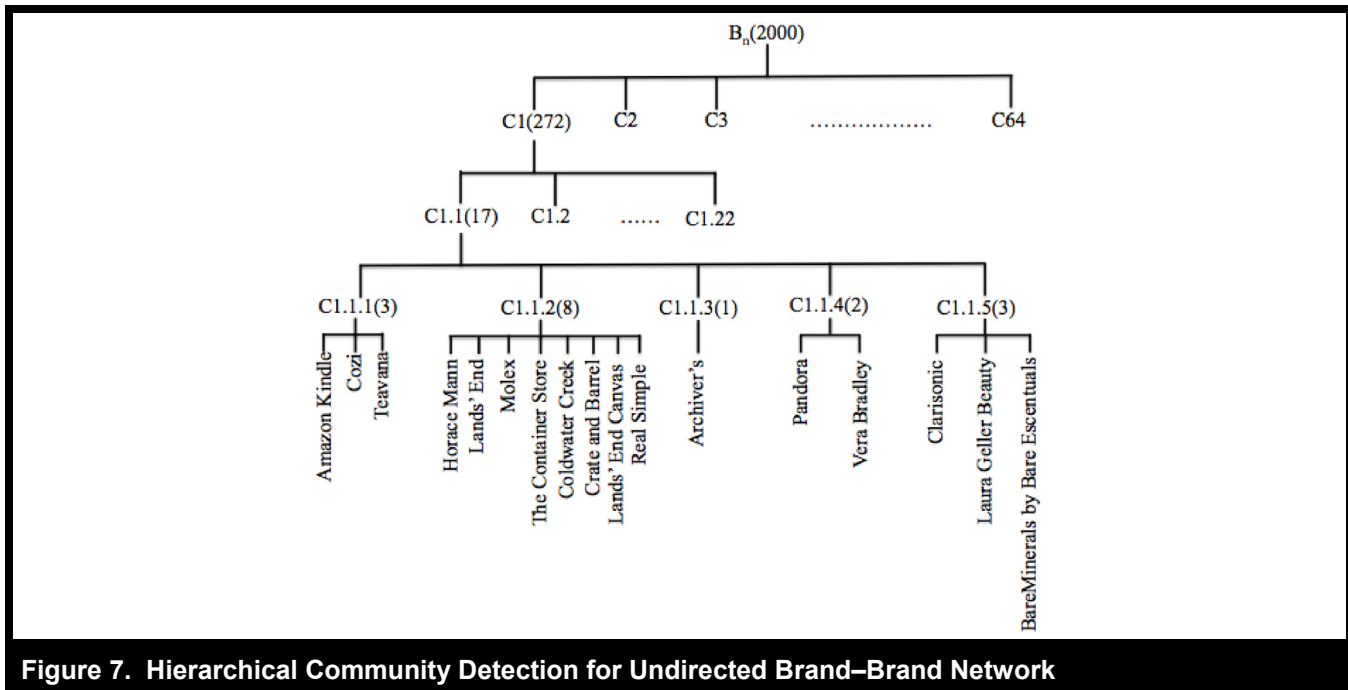 Bn(2000)
C1(272) C2 C3 .................. C64
C1.1(17) C1.2 ...... C1.22
C1.1.1(3) C1.1.2(8) C1.1.3(1) C1.1.4(2) C1.1.5(3)
Amazon Kindle
Cozi
Teavana
Horace Mann
Lands' End
Molex
The Container Store
Coldwater Creek
Crate and Barrel
Lands' End Canvas
Real Simple
Archiver's
Pandora
Vera Bradley
Clarisonic
Laura Geller Beauty
BareMinerals by Bare Escentuals
Figure 7. Hierarchical Community Detection for Undirected Brand–Brand Network